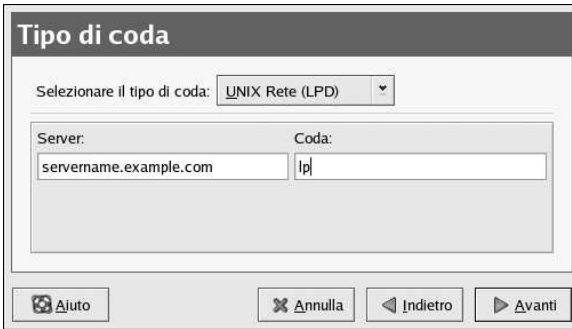 Tipo di coda
Selezionare il tipo di coda: UNIX Rete (LPD)
Server: Coda:
servername.example.com lp
Aiuto Annulla Indietro Avanti